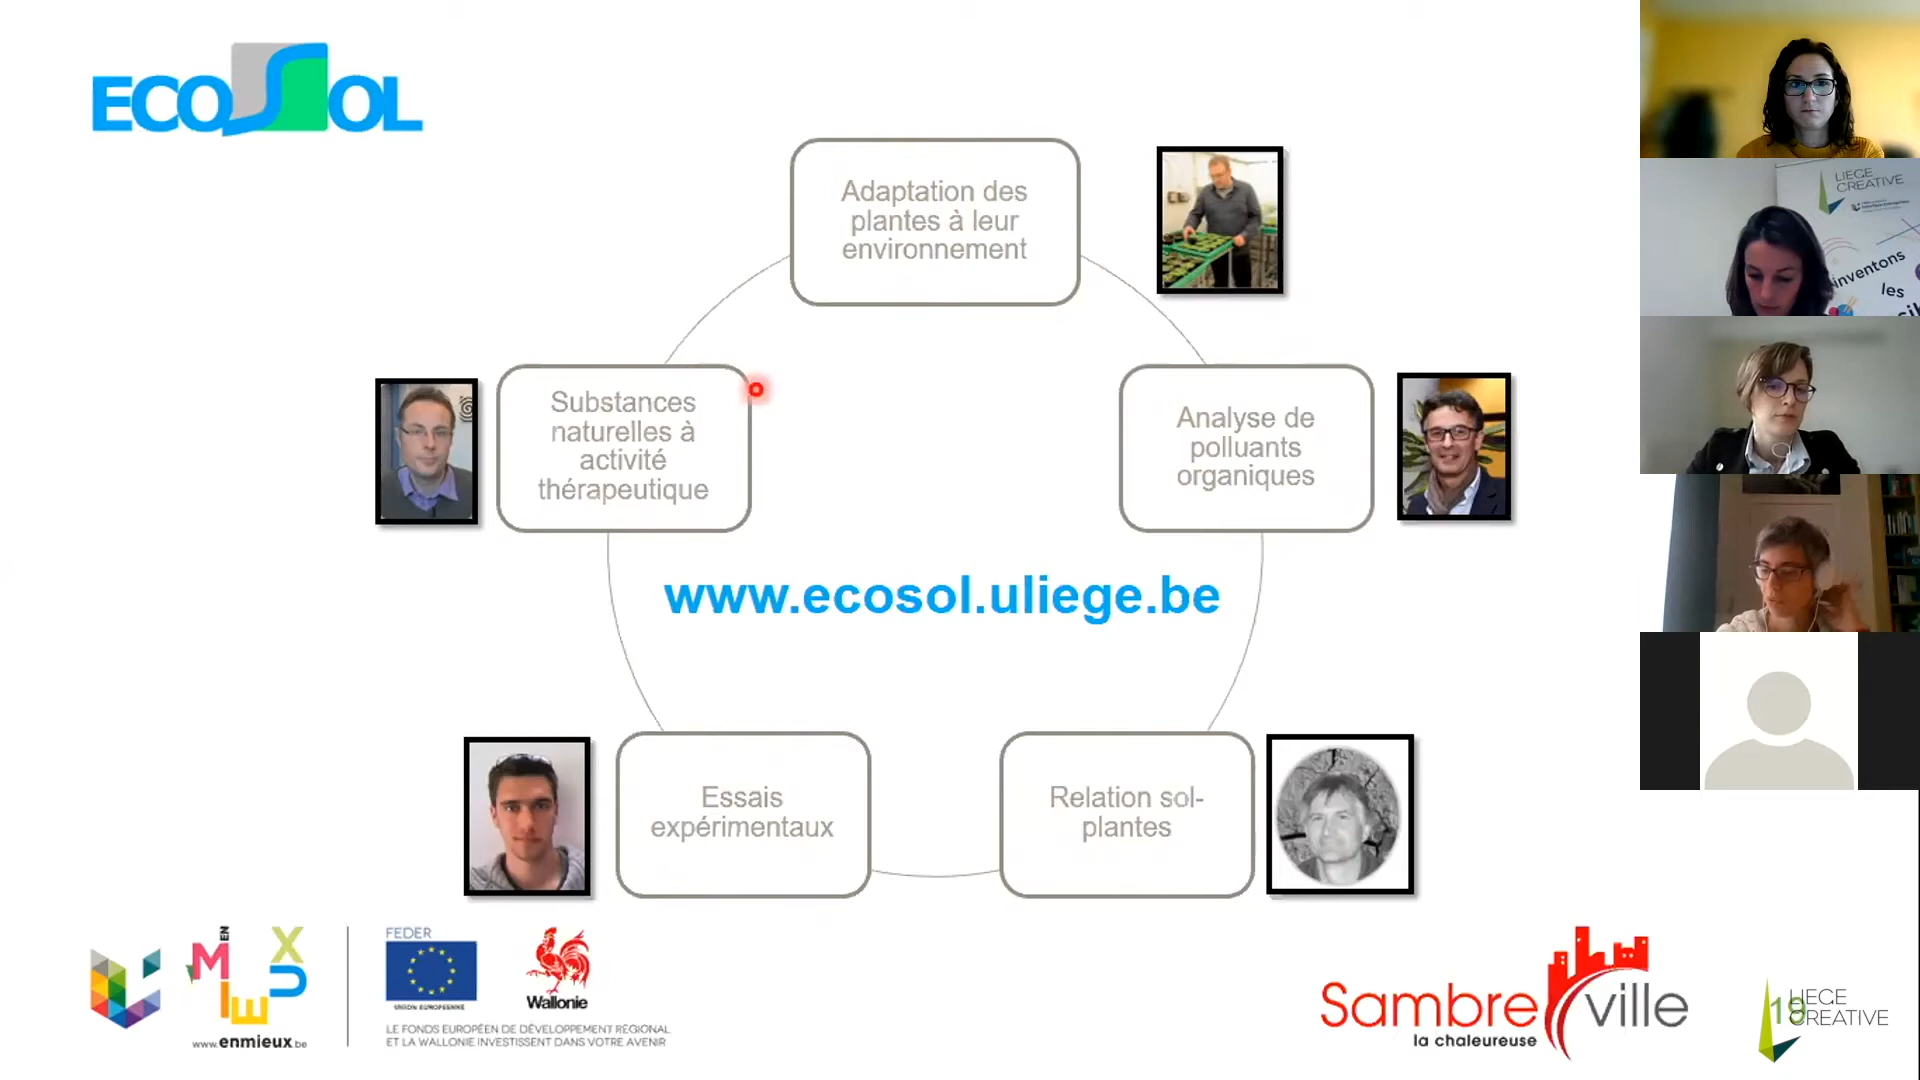 ECOSOL
Adaptation des
plantes à leur
environnement
Substances
naturelles à
activité
thérapeutique
Analyse de
polluants
organiques
www.ecosol.uliege.be
Essais
expérimentaux
Relation sol-
plantes
LIEGE
CREATIVE
inventons
les
EN
MIEUX
www.enmieux.be
FEDER
UNION EUROPEENNE
Wallonie
LE FONDS EUROPÉEN DE DÉVELOPPEMENT RÉGIONAL
ET LA WALLONIE INVESTISSENT DANS VOTRE AVENIR
Sambreville
la chaleureuse
19
LIEGE
CREATIVE